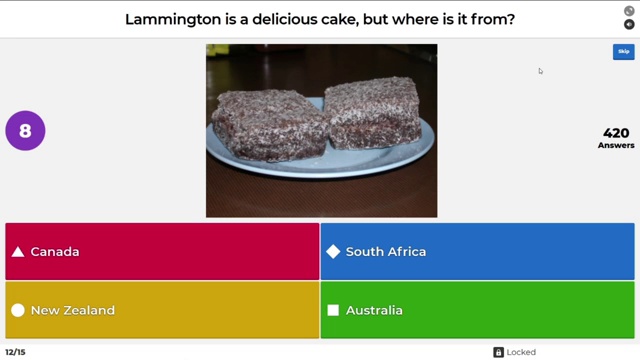 Lammington is a delicious cake, but where is it from?
Skip
8
420
Answers
Canada
South Africa
New Zealand
Australia
12/15
Locked